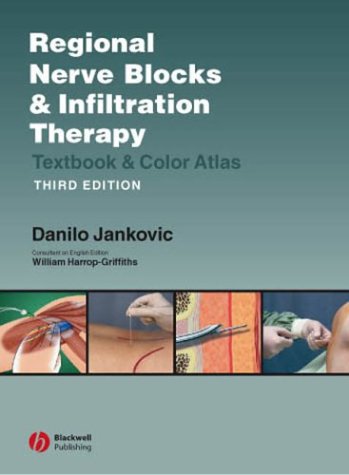 Regional
Nerve Blocks
& Infiltration
Therapy
Textbook & Color Atlas
THIRD EDITION
Danilo Jankovic
Consultant on English Edition
William Harrop-Griffiths
Blackwell
Publishing